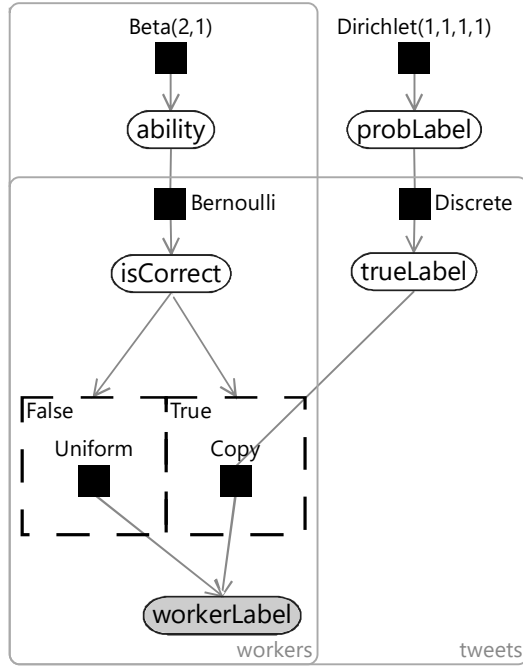 Beta(2,1)
Dirichlet(1,1,1,1)
ability
probLabel
Bernoulli
Discrete
isCorrect
trueLabel
False
True
Uniform
Copy
workerLabel
workers
tweets